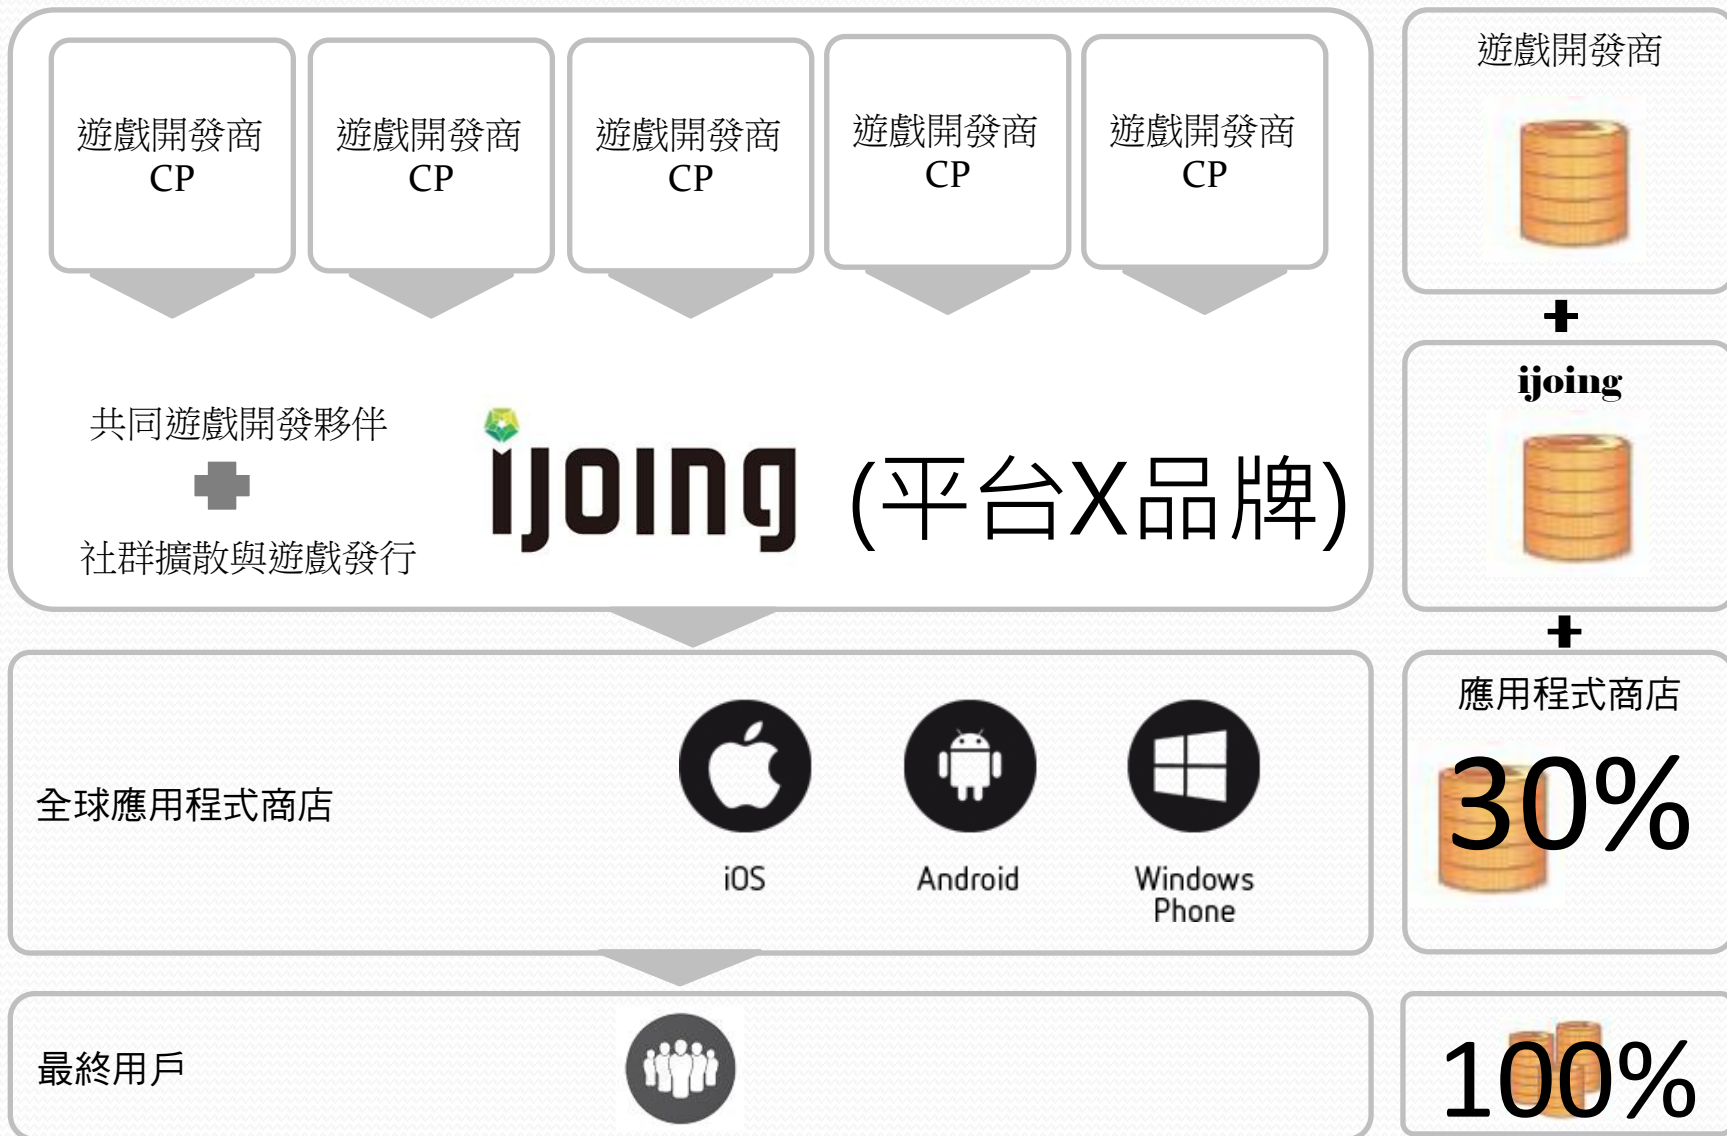 遊戲開發商
CP
遊戲開發商
CP
遊戲開發商
CP
遊戲開發商
CP
遊戲開發商
CP
共同遊戲開發夥伴
社群擴散與遊戲發行
ijoing (平台X品牌)
全球應用程式商店
iOS
Android
Windows
Phone
最終用戶
遊戲開發商
+
ijoing
+
應用程式商店
30%
100%